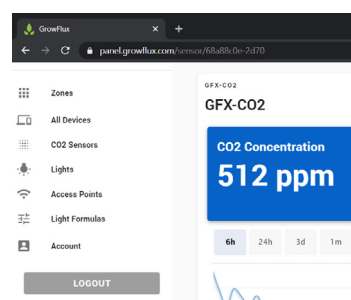 GrowFlux
panel.growflux.com/sensor/68a88c0e-2d70
Zones
All Devices
CO2 Sensors
Lights
Access Points
Light Formulas
Account
LOGOUT
GFX-CO2
GFX-CO2
CO2 Concentration
512 ppm
6h 24h 3d 1m